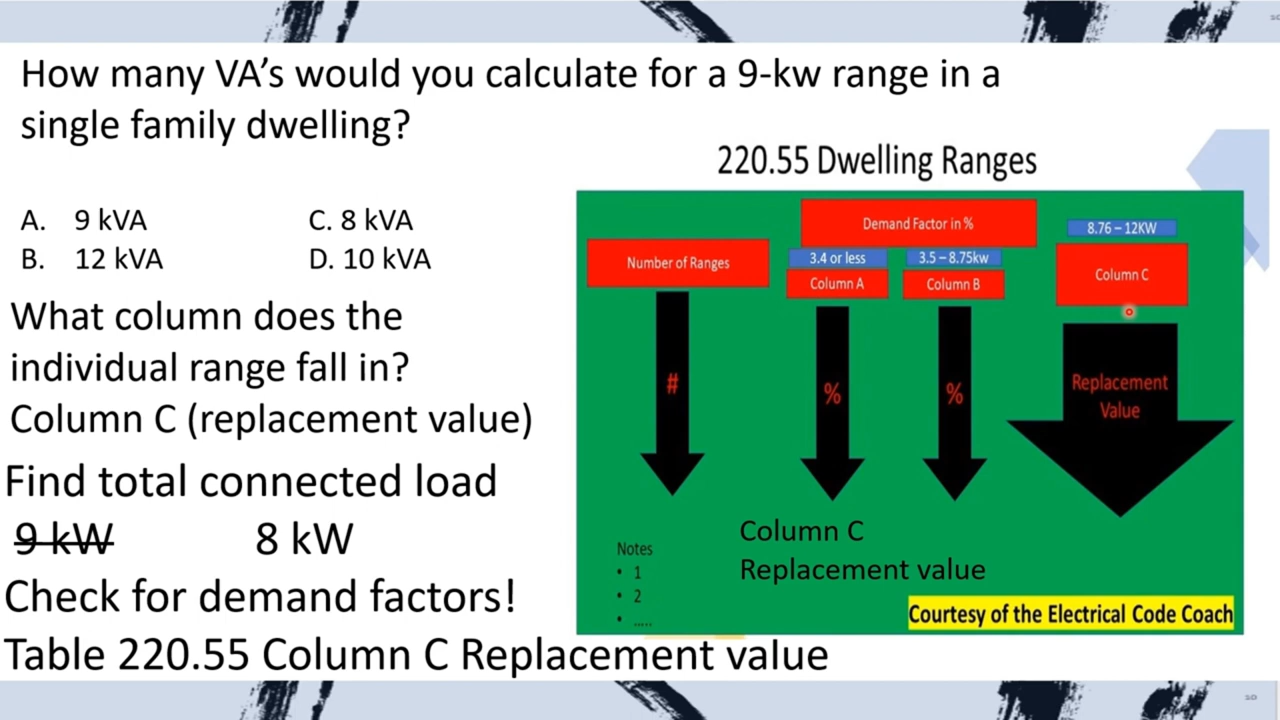 How many VA’s would you calculate for a 9-kw range in a
single family dwelling?
A. 9 kVA
C. 8 kVA
B. 12 kVA
D. 10 kVA
What column does the
individual range fall in?
Column C (replacement value)
Find total connected load
9 kW 8 kW
Check for demand factors!
Table 220.55 Column C Replacement value
220.55 Dwelling Ranges
Demand Factor in %
8.76 – 12KW
Number of Ranges
3.4 or less
3.5 – 8.75kw
Column A
Column B
Column C
#
%
%
Replacement
Value
Column C
Replacement value
Notes
• 1
• 2
• .....
Courtesy of the Electrical Code Coach